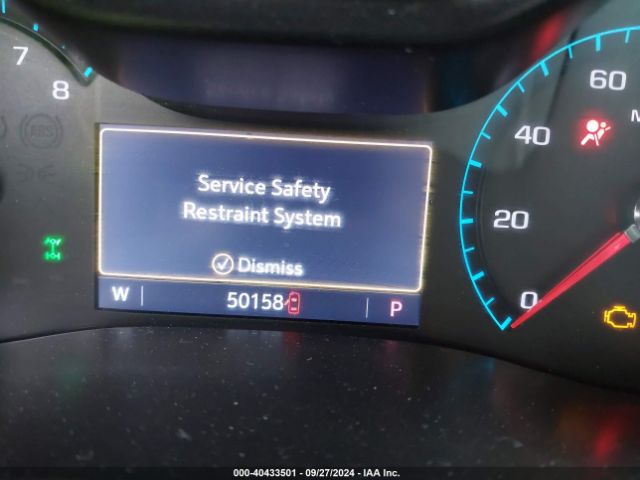 7
8
60
40
20
0
M
ABS
Service Safety
Restraint System
Dismiss
W 50158 P
000-40433501 - 09/27/2024 - IAA Inc.